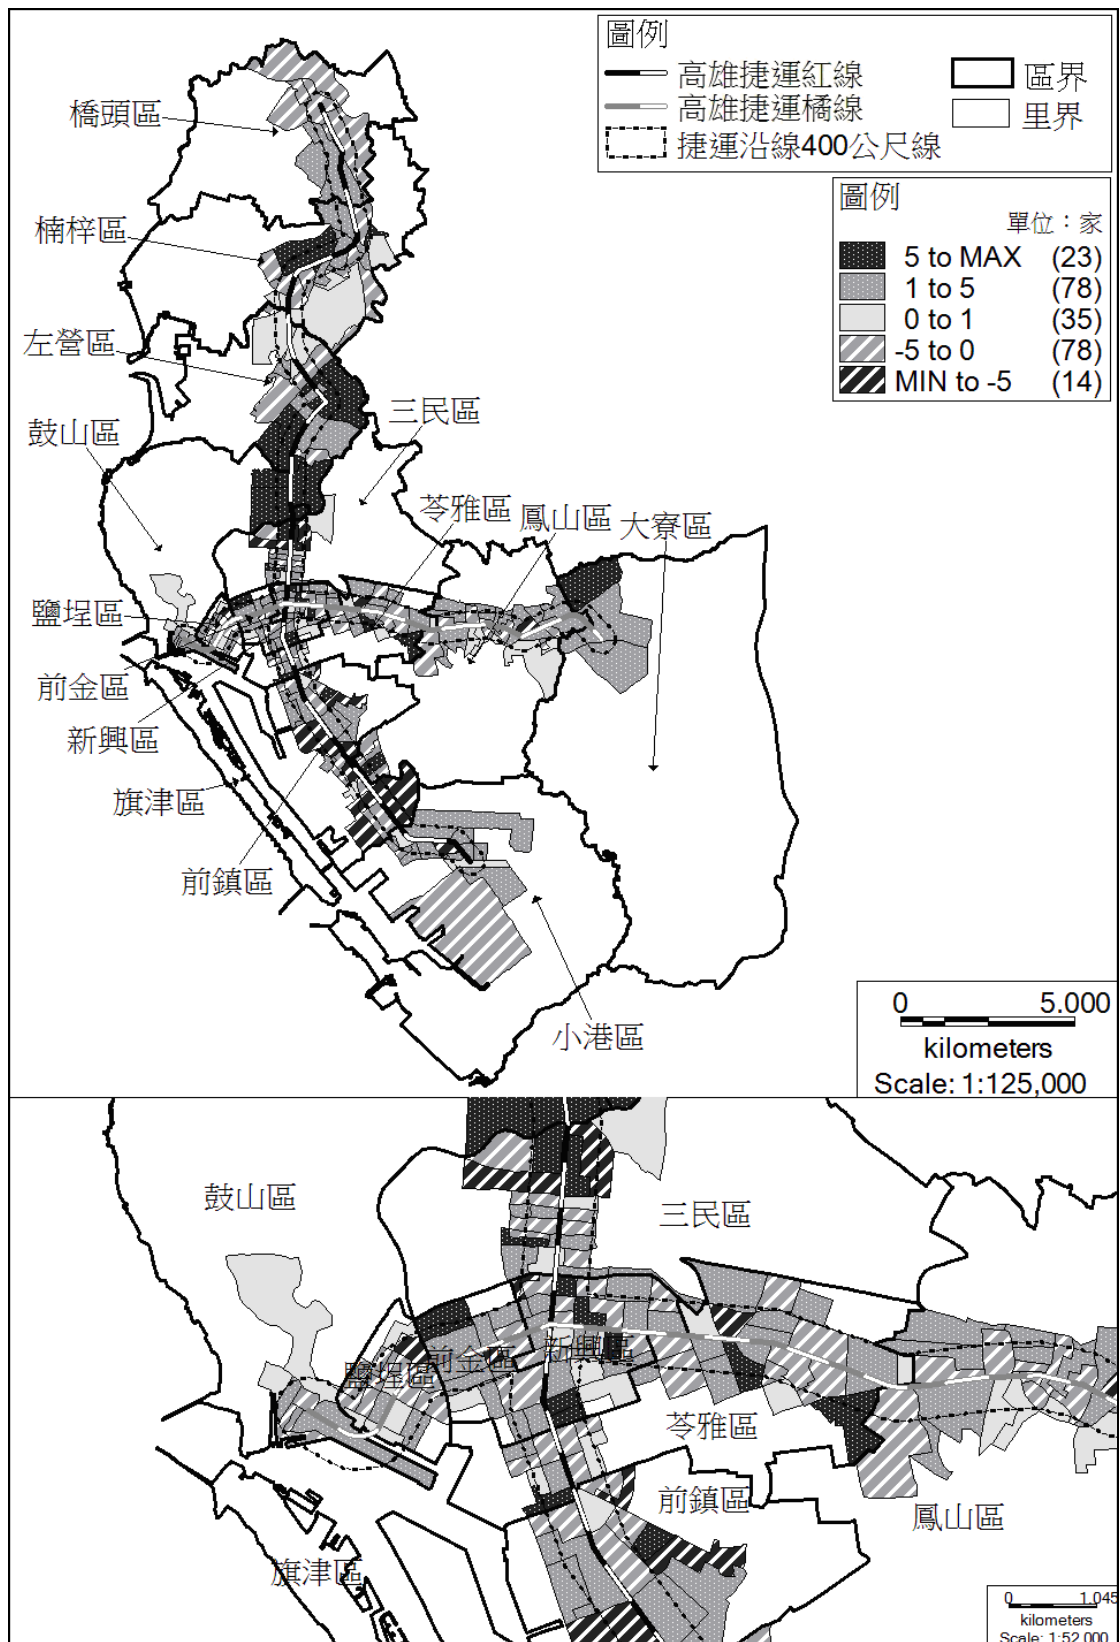 圖例
高雄捷運紅線
高雄捷運橘線
捷運沿線400公尺線
區界
里界
圖例
單位：家
5 to MAX (23)
1 to 5 (78)
0 to 1 (35)
-5 to 0 (78)
MIN to -5 (14)
橋頭區
楠梓區
左營區
鼓山區
三民區
苓雅區
鳳山區
大寮區
鹽埕區
前金區
新興區
旗津區
前鎮區
小港區
0 5.000
kilometers
Scale: 1:125,000
鼓山區
三民區
鹽埕區
前金區
新興區
苓雅區
前鎮區
鳳山區
旗津區
0 1.045
kilometers
Scale: 1:52,000